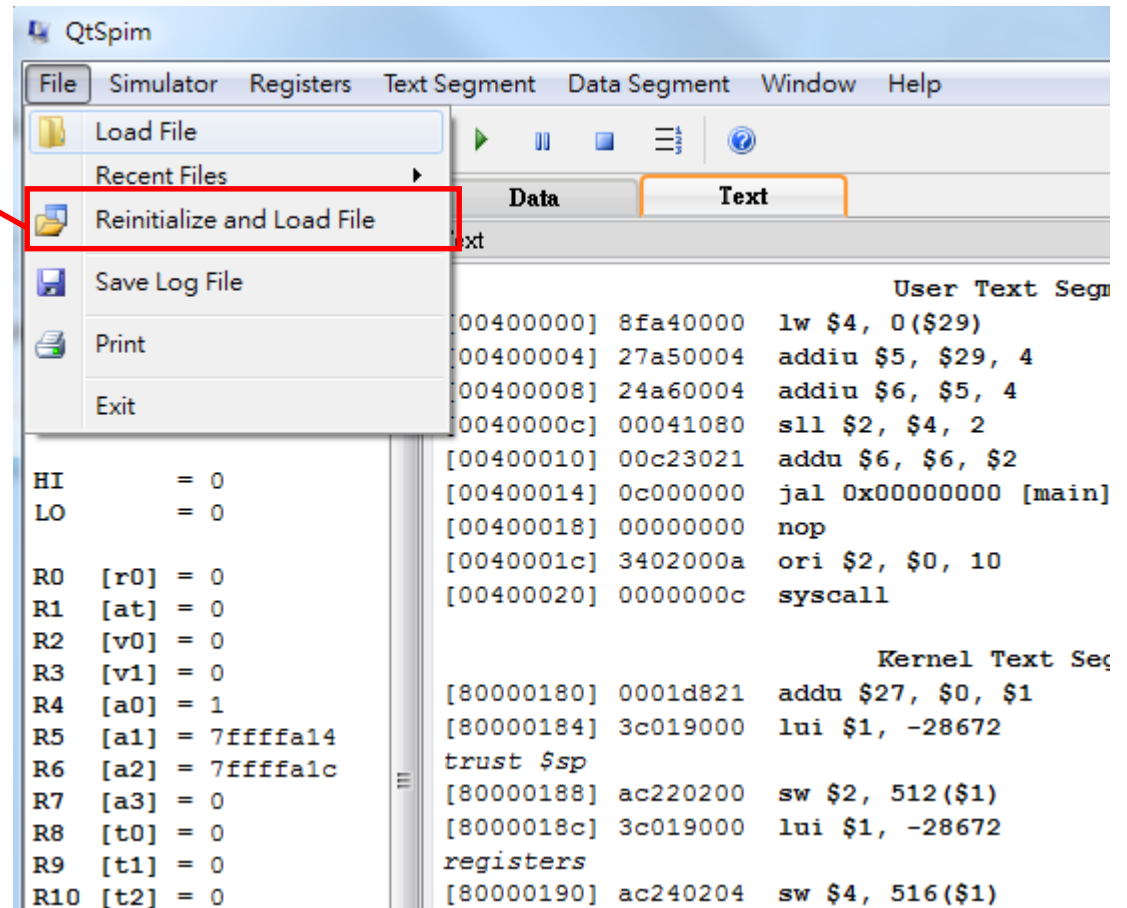 QtSpim
File Simulator Registers Text Segment Data Segment Window Help
Load File
Recent Files
Reinitialize and Load File
Save Log File
Print
Exit
Data Text
HI = 0
LO = 0
R0 [r0] = 0
R1 [at] = 0
R2 [v0] = 0
R3 [v1] = 0
R4 [a0] = 1
R5 [a1] = 7ffffa14
R6 [a2] = 7ffffa1c
R7 [a3] = 0
R8 [t0] = 0
R9 [t1] = 0
R10 [t2] = 0
ext
User Text Segm
[00400000] 8fa40000 lw $4, 0($29)
[00400004] 27a50004 addiu $5, $29, 4
[00400008] 24a60004 addiu $6, $5, 4
[0040000c] 00041080 sll $2, $4, 2
[00400010] 00c23021 addu $6, $6, $2
[00400014] 0c000000 jal 0x00000000 [main]
[00400018] 00000000 nop
[0040001c] 3402000a ori $2, $0, 10
[00400020] 0000000c syscall
Kernel Text Seg
[80000180] 0001d821 addu $27, $0, $1
[80000184] 3c019000 lui $1, -28672
trust $sp
[80000188] ac220200 sw $2, 512($1)
[8000018c] 3c019000 lui $1, -28672
registers
[80000190] ac240204 sw $4, 516($1)